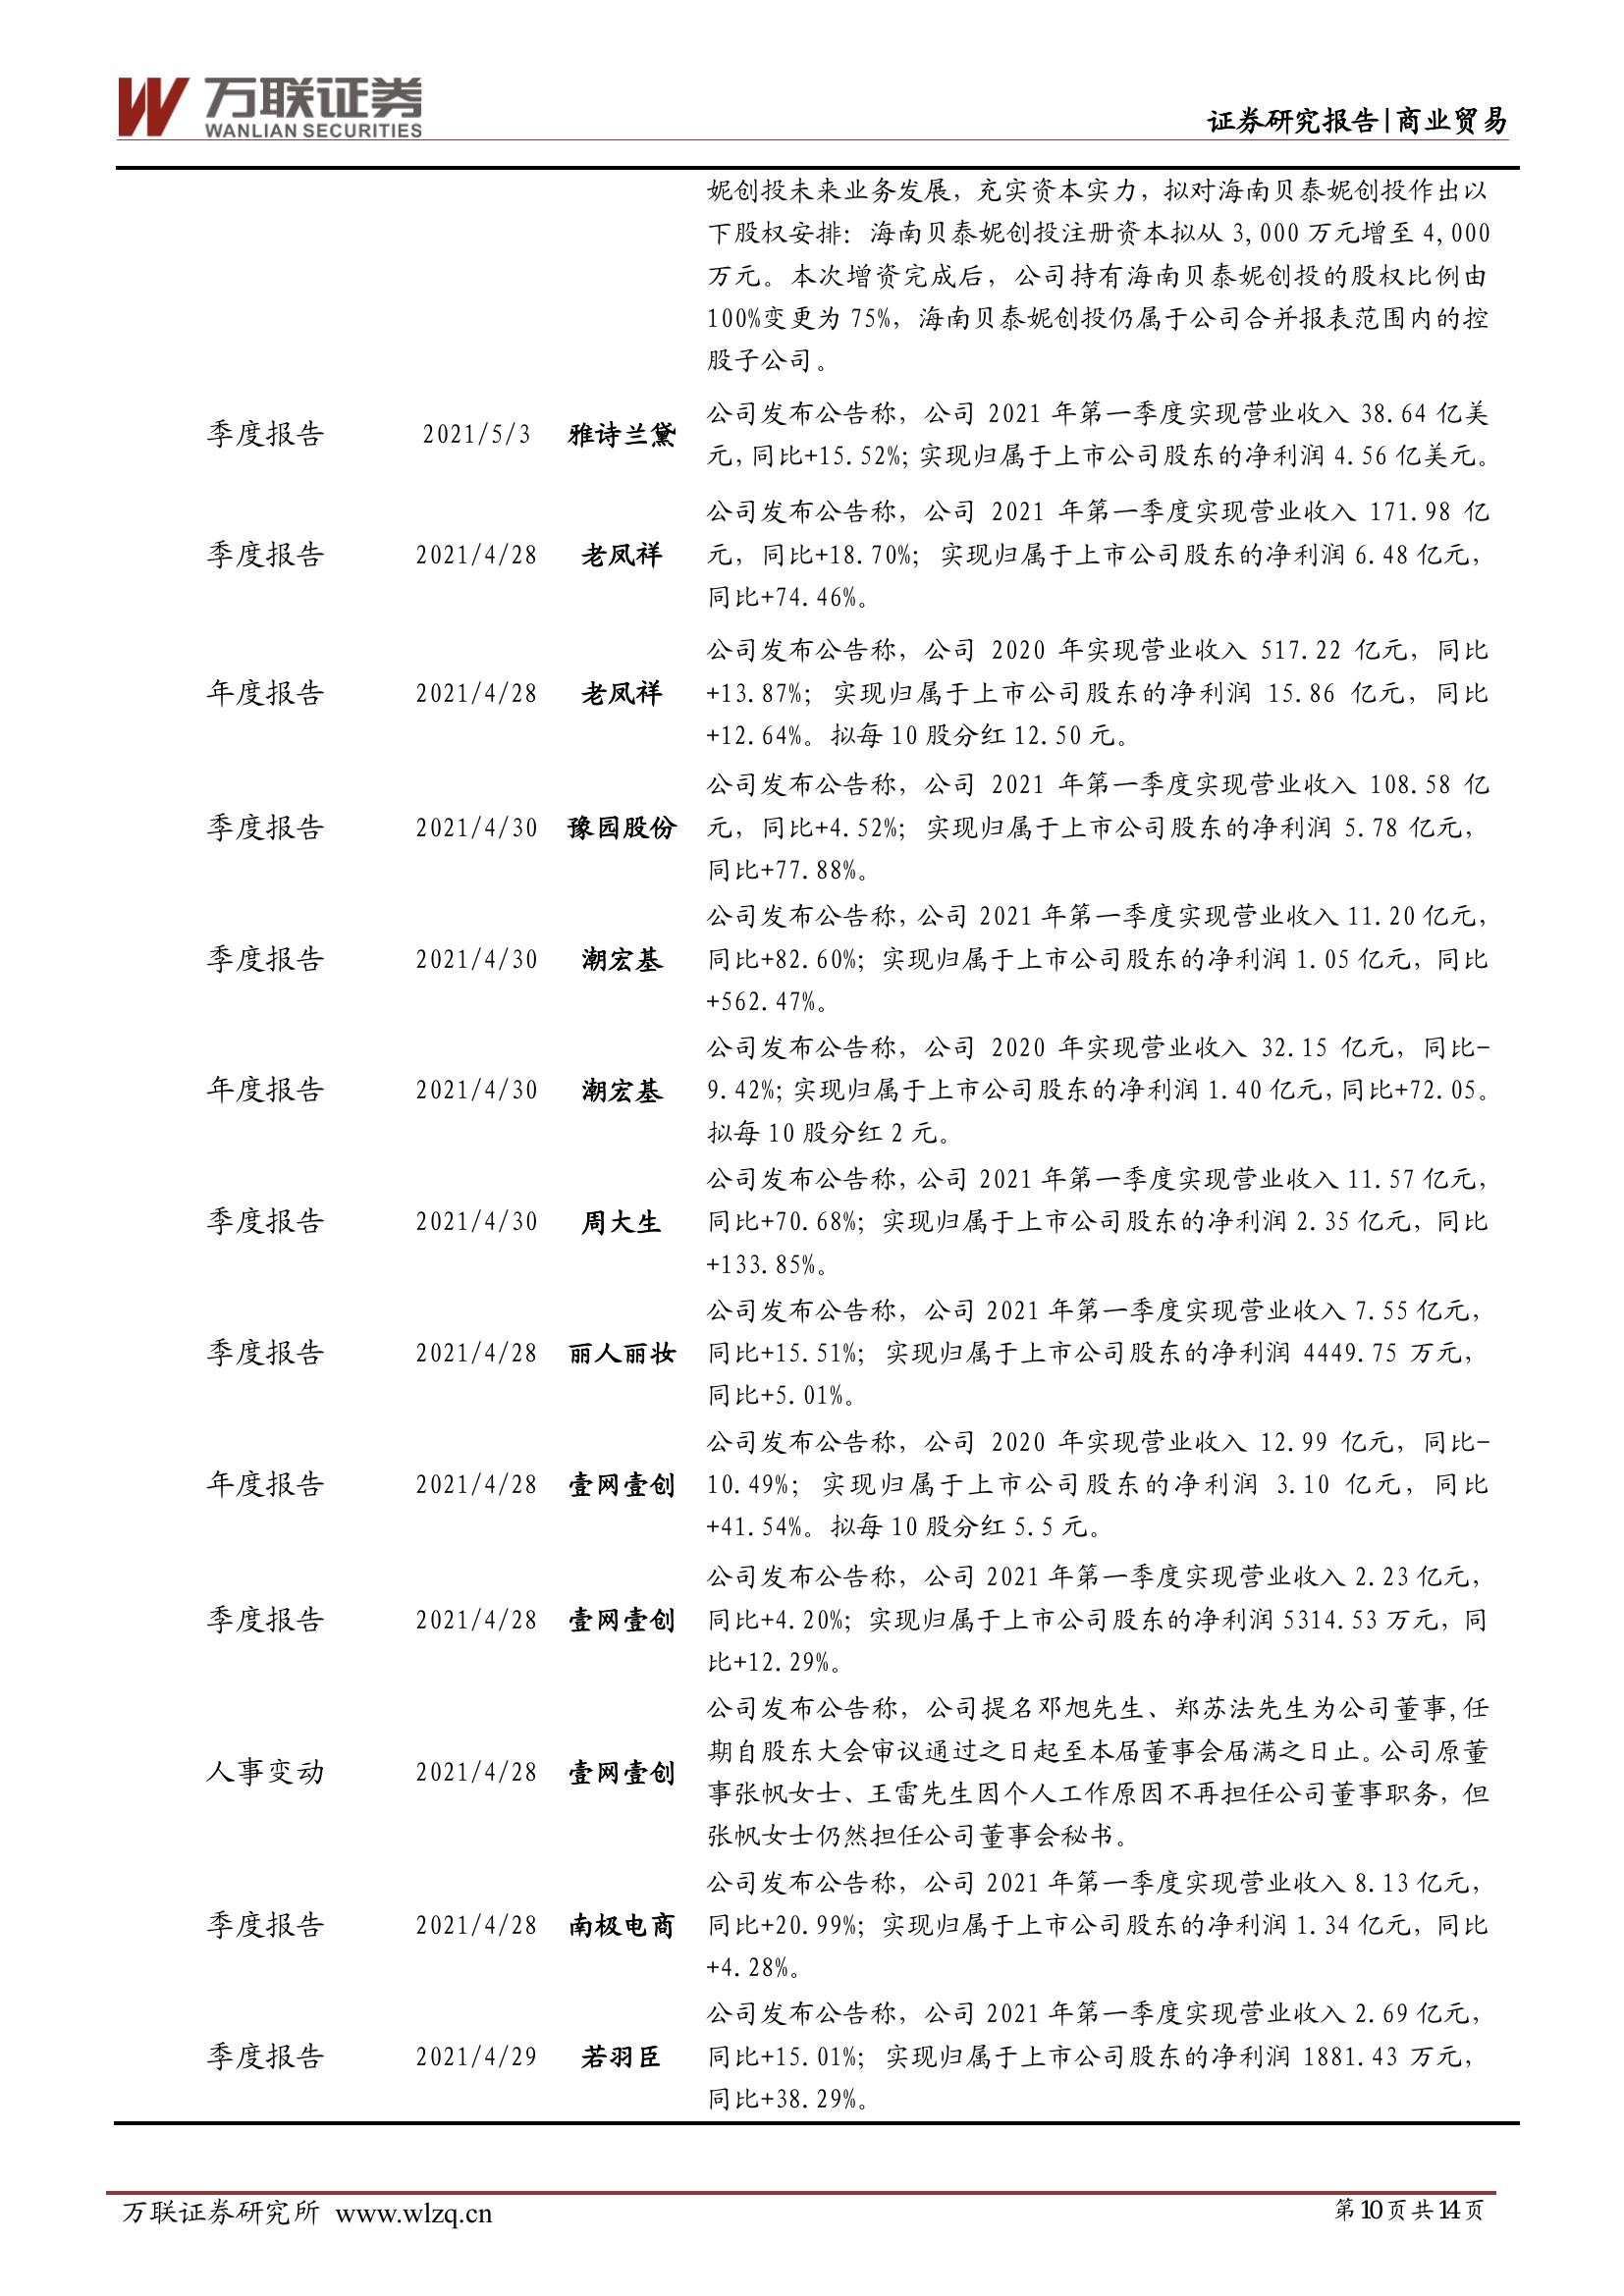 万联证券
WANLIAN SECURITIES
证券研究报告|商业贸易
妮创投未来业务发展，充实资本实力，拟对海南贝泰妮创投作出以
下股权安排：海南贝泰妮创投注册资本拟从 3,000 万元增至 4,000
万元。本次增资完成后，公司持有海南贝泰妮创投的股权比例由
100%变更为 75%，海南贝泰妮创投仍属于公司合并报表范围内的控
股子公司。
季度报告 2021/5/3 雅诗兰黛
公司发布公告称，公司 2021 年第一季度实现营业收入 38.64 亿美
元，同比+15.52%；实现归属于上市公司股东的净利润 4.56 亿美元。
季度报告 2021/4/28 老凤祥
公司发布公告称，公司 2021 年第一季度实现营业收入 171.98 亿
元，同比+18.70%；实现归属于上市公司股东的净利润 6.48 亿元，
同比+74.46%。
年度报告 2021/4/28 老凤祥
公司发布公告称，公司 2020 年实现营业收入 517.22 亿元，同比
+13.87%；实现归属于上市公司股东的净利润 15.86 亿元，同比
+12.64%。拟每 10 股分红 12.50 元。
季度报告 2021/4/30 豫园股份
公司发布公告称，公司 2021 年第一季度实现营业收入 108.58 亿
元，同比+4.52%；实现归属于上市公司股东的净利润 5.78 亿元，
同比+77.88%。
季度报告 2021/4/30 潮宏基
公司发布公告称，公司 2021 年第一季度实现营业收入 11.20 亿元，
同比+82.60%；实现归属于上市公司股东的净利润 1.05 亿元，同比
+562.47%。
年度报告 2021/4/30 潮宏基
公司发布公告称，公司 2020 年实现营业收入 32.15 亿元，同比-
9.42%；实现归属于上市公司股东的净利润 1.40 亿元，同比+72.05。
拟每 10 股分红 2 元。
季度报告 2021/4/30 周大生
公司发布公告称，公司 2021 年第一季度实现营业收入 11.57 亿元，
同比+70.68%；实现归属于上市公司股东的净利润 2.35 亿元，同比
+133.85%。
季度报告 2021/4/28 丽人丽妆
公司发布公告称，公司 2021 年第一季度实现营业收入 7.55 亿元，
同比+15.51%；实现归属于上市公司股东的净利润 4449.75 万元，
同比+5.01%。
年度报告 2021/4/28 壹网壹创
公司发布公告称，公司 2020 年实现营业收入 12.99 亿元，同比-
10.49%；实现归属于上市公司股东的净利润 3.10 亿元，同比
+41.54%。拟每 10 股分红 5.5 元。
季度报告 2021/4/28 壹网壹创
公司发布公告称，公司 2021 年第一季度实现营业收入 2.23 亿元，
同比+4.20%；实现归属于上市公司股东的净利润 5314.53 万元，同
比+12.29%。
人事变动 2021/4/28 壹网壹创
公司发布公告称，公司提名邓旭先生、郑苏法先生为公司董事,任
期自股东大会审议通过之日起至本届董事会届满之日止。公司原董
事张帆女士、王雷先生因个人工作原因不再担任公司董事职务，但
张帆女士仍然担任公司董事会秘书。
季度报告 2021/4/28 南极电商
公司发布公告称，公司 2021 年第一季度实现营业收入 8.13 亿元，
同比+20.99%；实现归属于上市公司股东的净利润 1.34 亿元，同比
+4.28%。
季度报告 2021/4/29 若羽臣
公司发布公告称，公司 2021 年第一季度实现营业收入 2.69 亿元，
同比+15.01%；实现归属于上市公司股东的净利润 1881.43 万元，
同比+38.29%。
万联证券研究所 www.wlzq.cn
第10页共14页